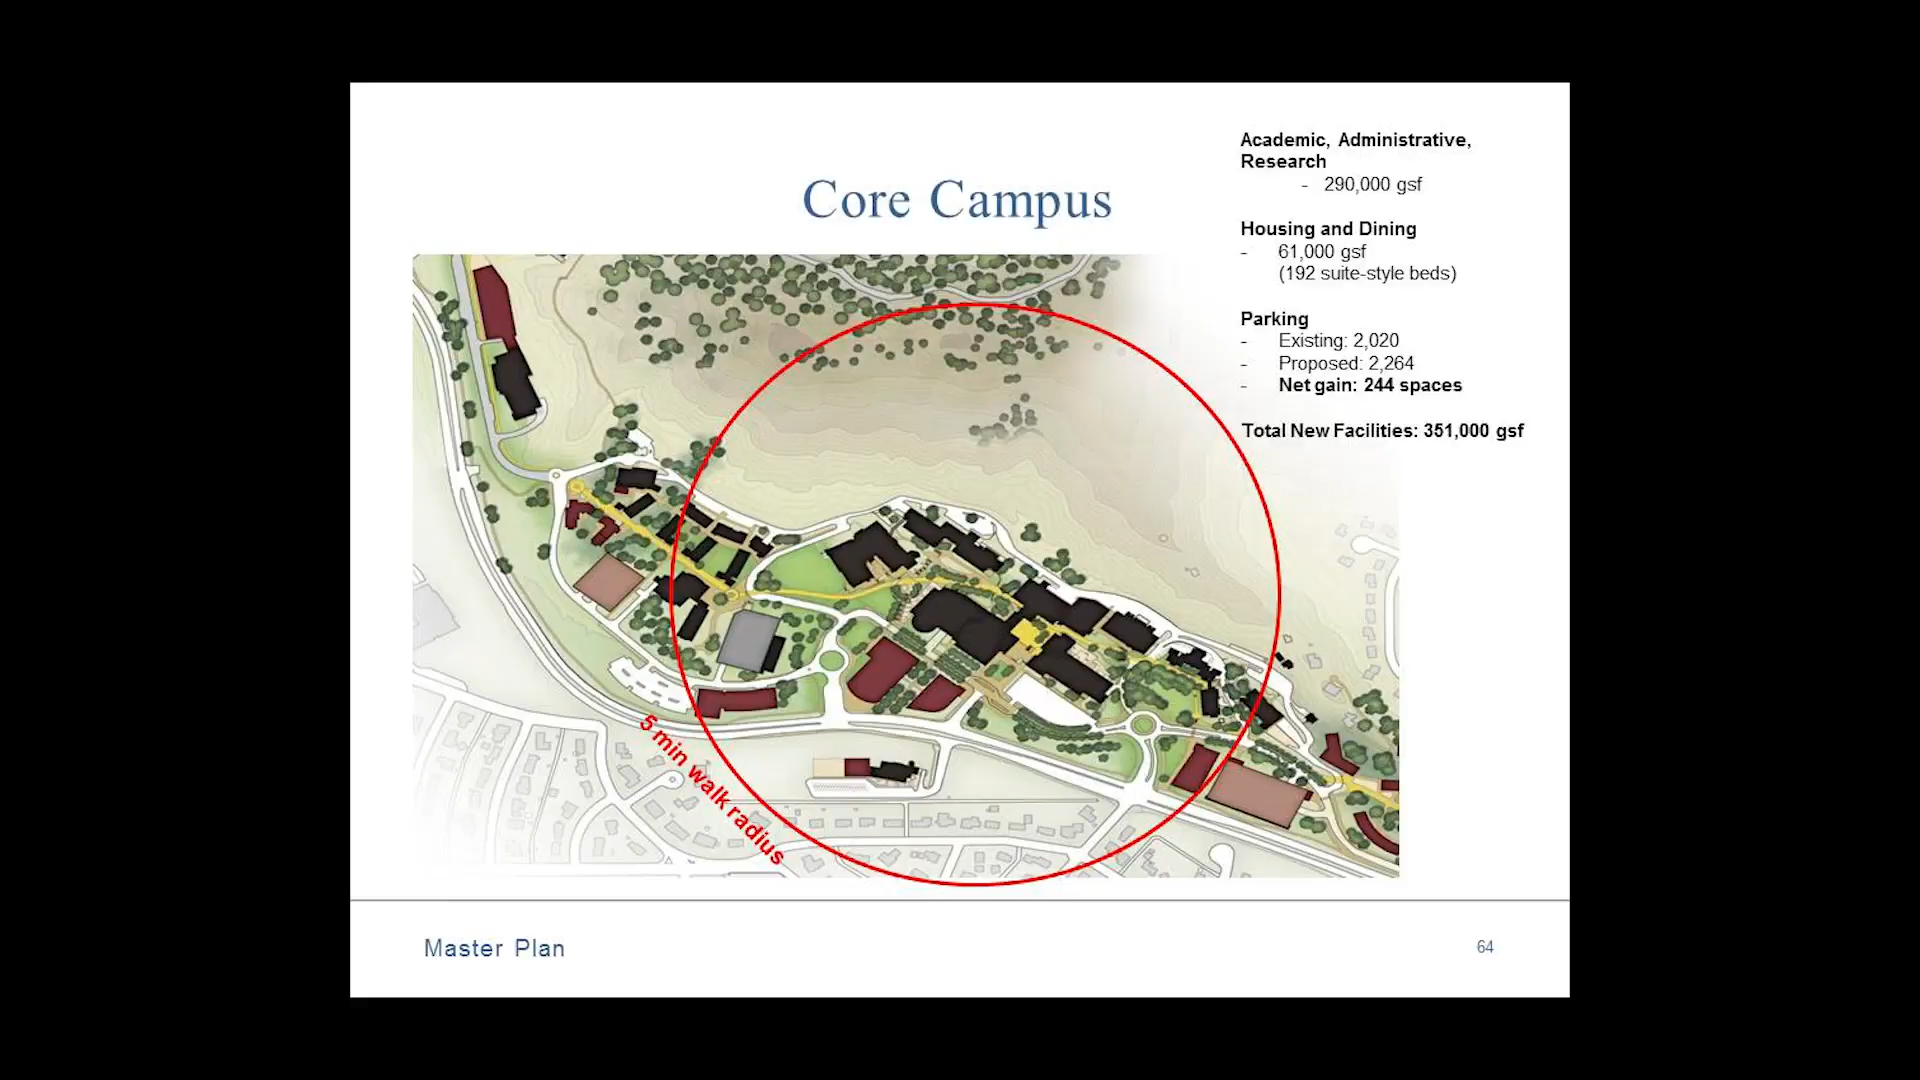 Core Campus
Academic, Administrative,
Research
- 290,000 gsf
Housing and Dining
- 61,000 gsf
(192 suite-style beds)
Parking
- Existing: 2,020
- Proposed: 2,264
- Net gain: 244 spaces
Total New Facilities: 351,000 gsf
5 min walk radius
Master Plan
64